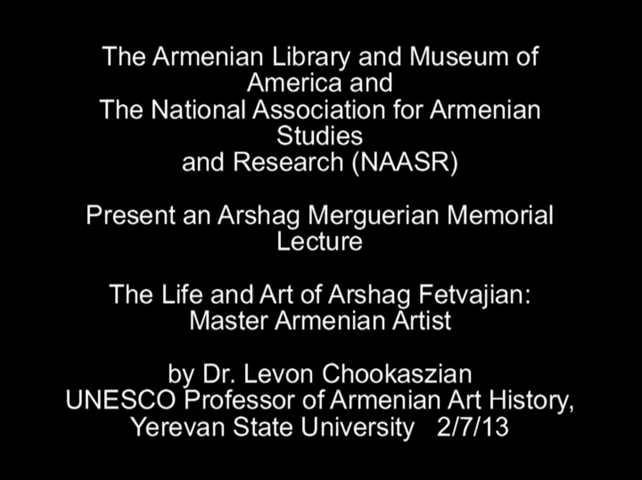 The Armenian Library and Museum of
America and
The National Association for Armenian
Studies
and Research (NAASR)
Present an Arshag Merguerian Memorial
Lecture
The Life and Art of Arshag Fetvajian:
Master Armenian Artist
by Dr. Levon Chookaszian
UNESCO Professor of Armenian Art History,
Yerevan State University 2/7/13